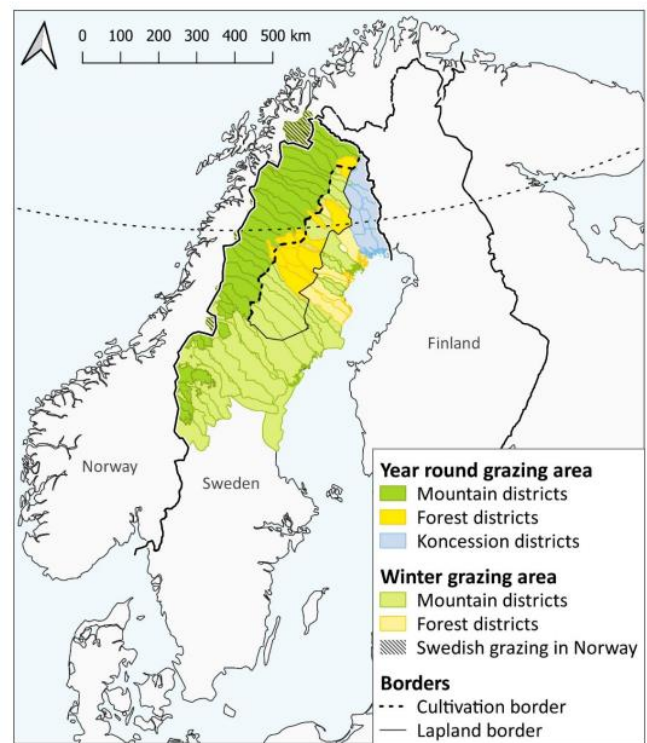 0 100 200 300 400 500 km
Finland
Norway
Sweden
Year round grazing area
Mountain districts
Forest districts
Koncession districts
Winter grazing area
Mountain districts
Forest districts
Swedish grazing in Norway
Borders
Cultivation border
Lapland border